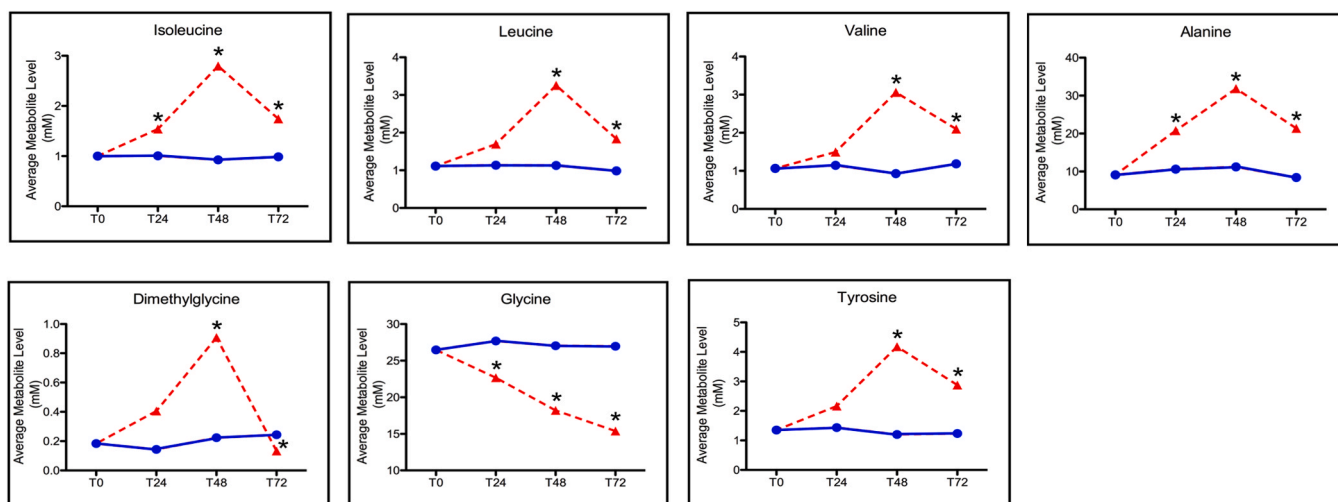 Isoleucine
Average Metabolite Level
(mM)
3
2
1
0
*
*
*
T0 T24 T48 T72
Leucine
Average Metabolite Level
(mM)
4
3
2
1
0
*
*
T0 T24 T48 T72
Valine
Average Metabolite Level
(mM)
4
3
2
1
0
*
*
T0 T24 T48 T72
Alanine
Average Metabolite Level
(mM)
40
30
20
10
0
*
*
*
T0 T24 T48 T72
Dimethylglycine
Average Metabolite Level
(mM)
1.0
0.8
0.6
0.4
0.2
0.0
*
*
T0 T24 T48 T72
Glycine
Average Metabolite Level
(mM)
30
25
20
15
10
*
*
*
T0 T24 T48 T72
Tyrosine
Average Metabolite Level
(mM)
5
4
3
2
1
0
*
*
T0 T24 T48 T72